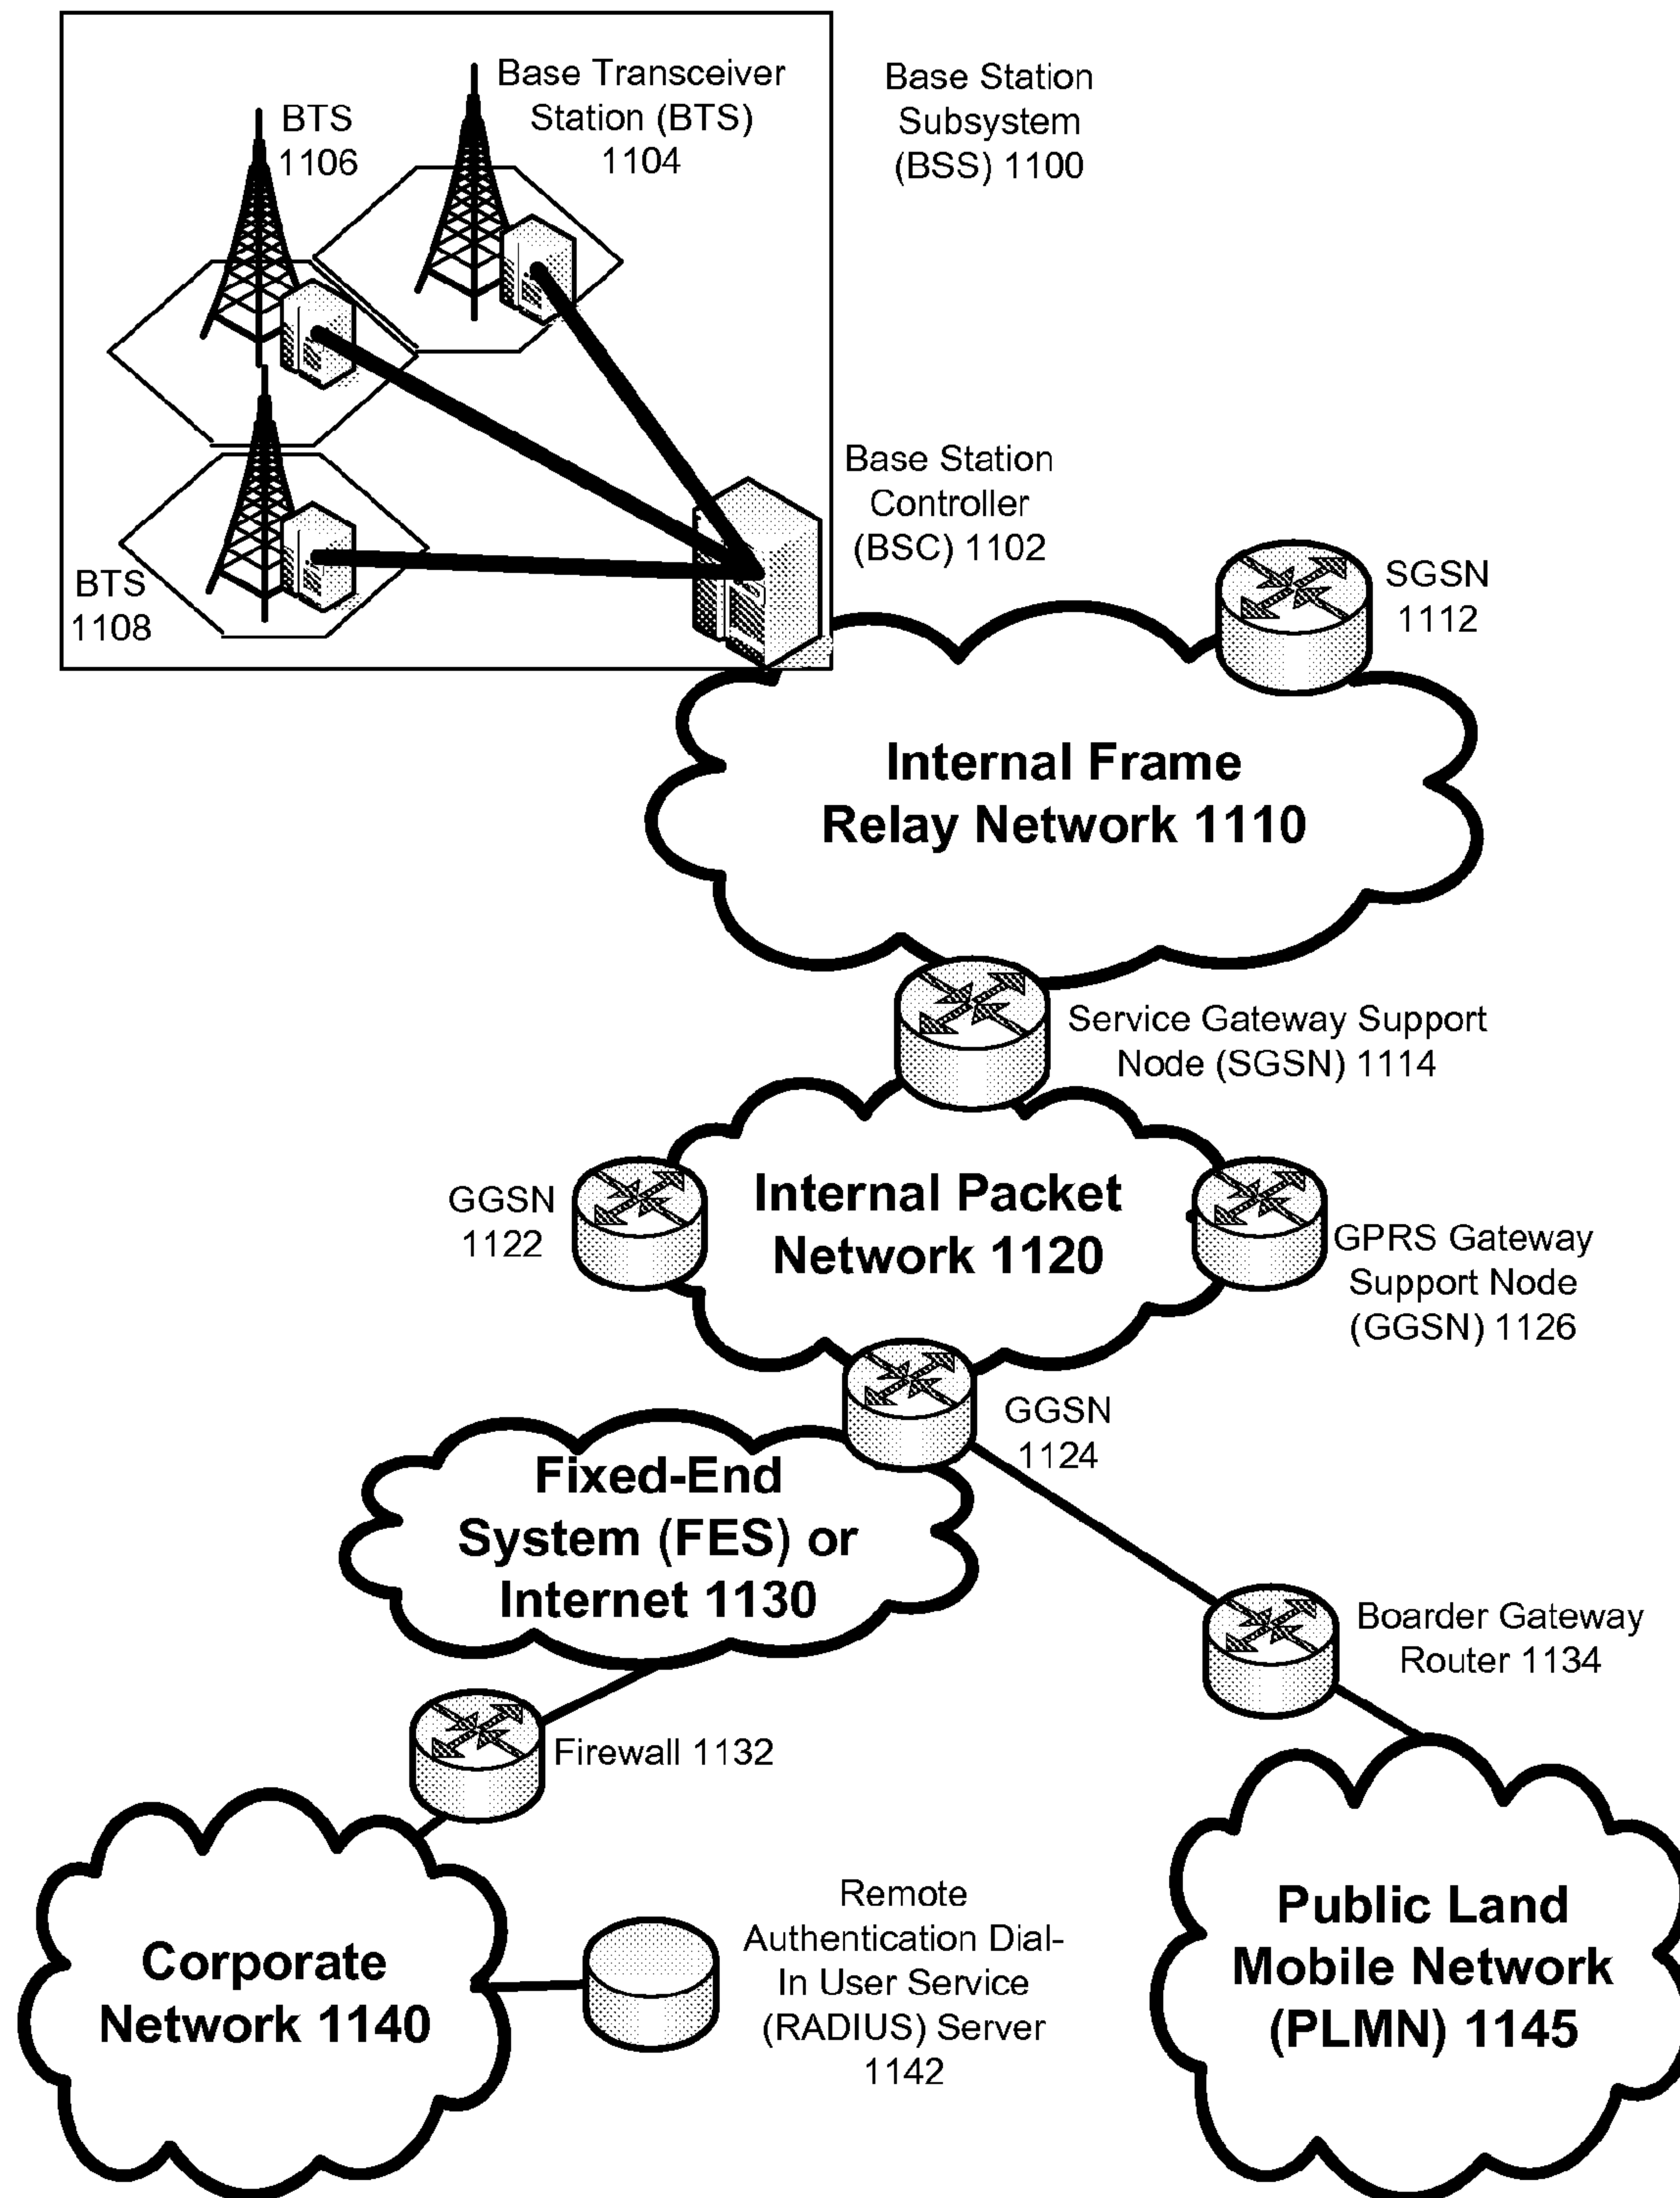 Base Transceiver
Station (BTS)
1104
BTS
1106
Base Station
Subsystem
(BSS) 1100
Base Station
Controller
(BSC) 1102
BTS
1108
SGSN
1112
Internal Frame
Relay Network 1110
Service Gateway Support
Node (SGSN) 1114
GGSN
1122
Internal Packet
Network 1120
GPRS Gateway
Support Node
(GGSN) 1126
GGSN
1124
Fixed-End
System (FES) or
Internet 1130
Boarder Gateway
Router 1134
Firewall 1132
Corporate
Network 1140
Remote
Authentication Dial-
In User Service
(RADIUS) Server
1142
Public Land
Mobile Network
(PLMN) 1145